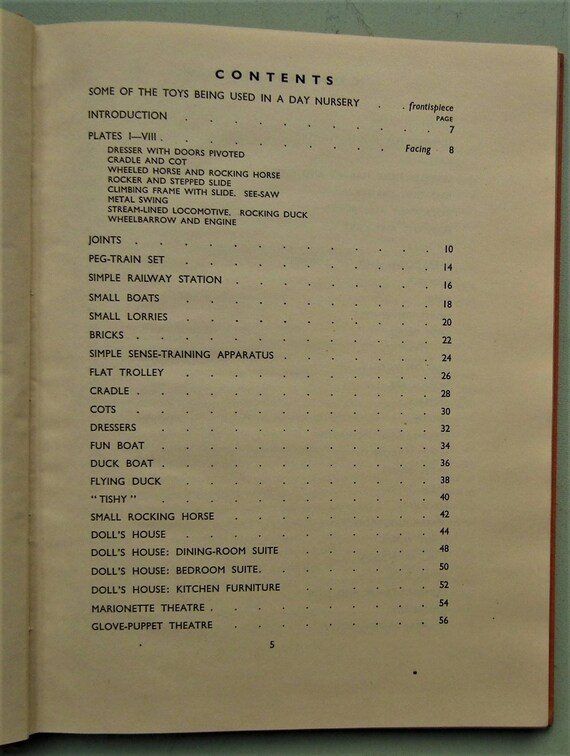 CONTENTS
SOME OF THE TOYS BEING USED IN A DAY NURSERY . . frontispiece
PAGE
INTRODUCTION . . . . . . . . . 7
PLATES I—VIII . . . . . . . . Facing 8
DRESSER WITH DOORS PIVOTED
CRADLE AND COT
WHEELED HORSE AND ROCKING HORSE
ROCKER AND STEPPED SLIDE
CLIMBING FRAME WITH SLIDE, SEE-SAW
METAL SWING
STREAM-LINED LOCOMOTIVE, ROCKING DUCK
WHEELBARROW AND ENGINE
JOINTS . . . . . . . . . . 10
PEG-TRAIN SET . . . . . . . . . 14
SIMPLE RAILWAY STATION . . . . . . . 16
SMALL BOATS . . . . . . . . . 18
SMALL LORRIES . . . . . . . . . 20
BRICKS . . . . . . . . . . 22
SIMPLE SENSE-TRAINING APPARATUS . . . . . . 24
FLAT TROLLEY . . . . . . . . . 26
CRADLE . . . . . . . . . . 28
COTS . . . . . . . . . . 30
DRESSERS . . . . . . . . . . 32
FUN BOAT . . . . . . . . . . 34
DUCK BOAT . . . . . . . . . . 36
FLYING DUCK . . . . . . . . . 38
"TISHY" . . . . . . . . . . 40
SMALL ROCKING HORSE . . . . . . . 42
DOLL'S HOUSE . . . . . . . . . 44
DOLL'S HOUSE: DINING-ROOM SUITE . . . . . 48
DOLL'S HOUSE: BEDROOM SUITE. . . . . . 50
DOLL'S HOUSE: KITCHEN FURNITURE . . . . . 52
MARIONETTE THEATRE . . . . . . . . 54
GLOVE-PUPPET THEATRE . . . . . . . 56
5